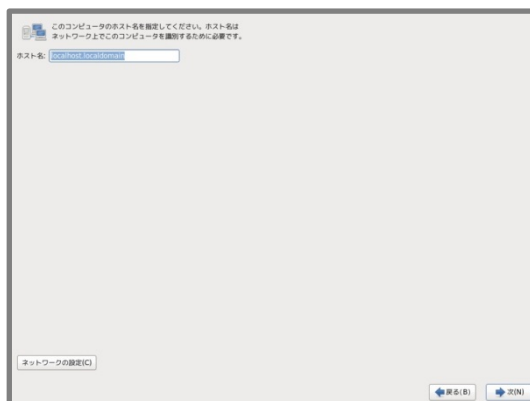 このコンピュータのホスト名を指定してください。ホスト名は
ネットワーク上でこのコンピュータを識別するために必要です。
ホスト名: localhost.localdomain
ネットワークの設定(C)
戻る(B) 次(N)